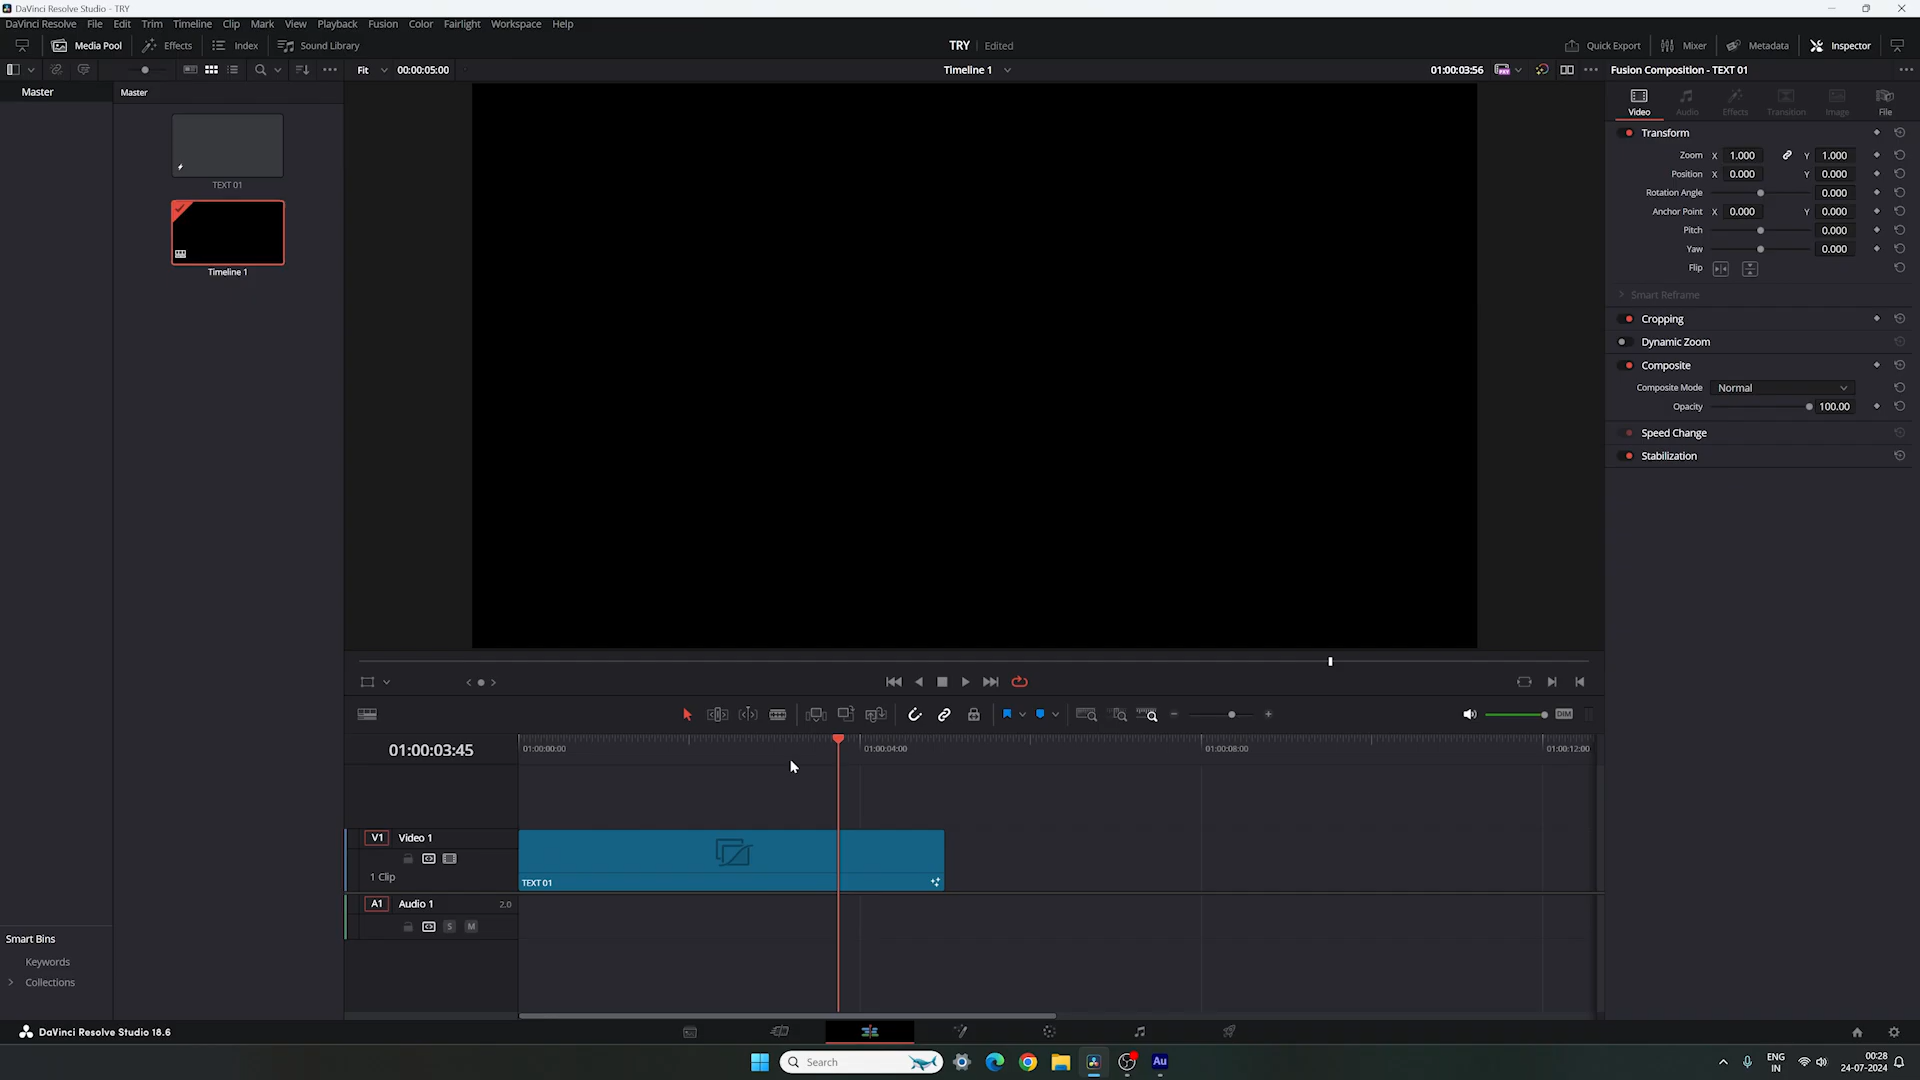 DaVinci Resolve Studio - TRY
DaVinci Resolve File Edit Trim Timeline Clip Mark View Playback Fusion Color Fairlight Workspace Help
Media Pool Effects Index Sound Library TRY Edited Quick Export Mixer Metadata Inspector
Fit 00:00:05:00 Timeline 1 01:00:03:56 Fusion Composition - TEXT 01
Master Master
TEXT 01
Timeline 1
Video Audio Effects Transition Image File
Transform
Zoom X 1.000 Y 1.000
Position X 0.000 Y 0.000
Rotation Angle 0.000
Anchor Point X 0.000 Y 0.000
Pitch 0.000
Yaw 0.000
Flip
Smart Reframe
Cropping
Dynamic Zoom
Composite
Composite Mode Normal
Opacity 100.00
Speed Change
Stabilization
DIM
01:00:03:45 01:00:00:00 01:00:04:00 01:00:08:00 01:00:12:00
V1 Video 1
1 Clip
TEXT 01
A1 Audio 1 2.0
S M
Smart Bins
Keywords
Collections
DaVinci Resolve Studio 18.6
Search
Au
ENG
IN
00:28
24-07-2024